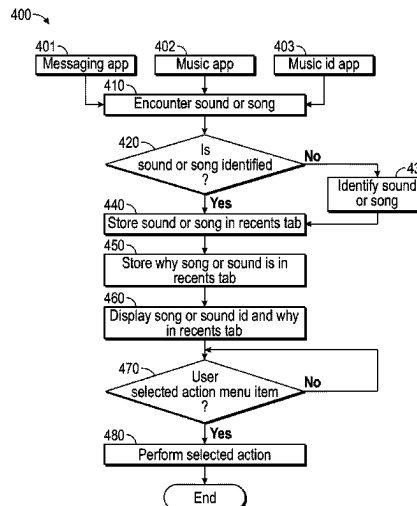 400
401
402
403
Messaging app
Music app
Music id app
410
Encounter sound or song
420
Is
sound or song identified
?
No
Identify sound
or song
Yes
440
Store sound or song in recents tab
450
Store why song or sound is in
recents tab
460
Display song or sound id and why
in recents tab
470
User
selected action menu item
?
No
Yes
480
Perform selected action
End